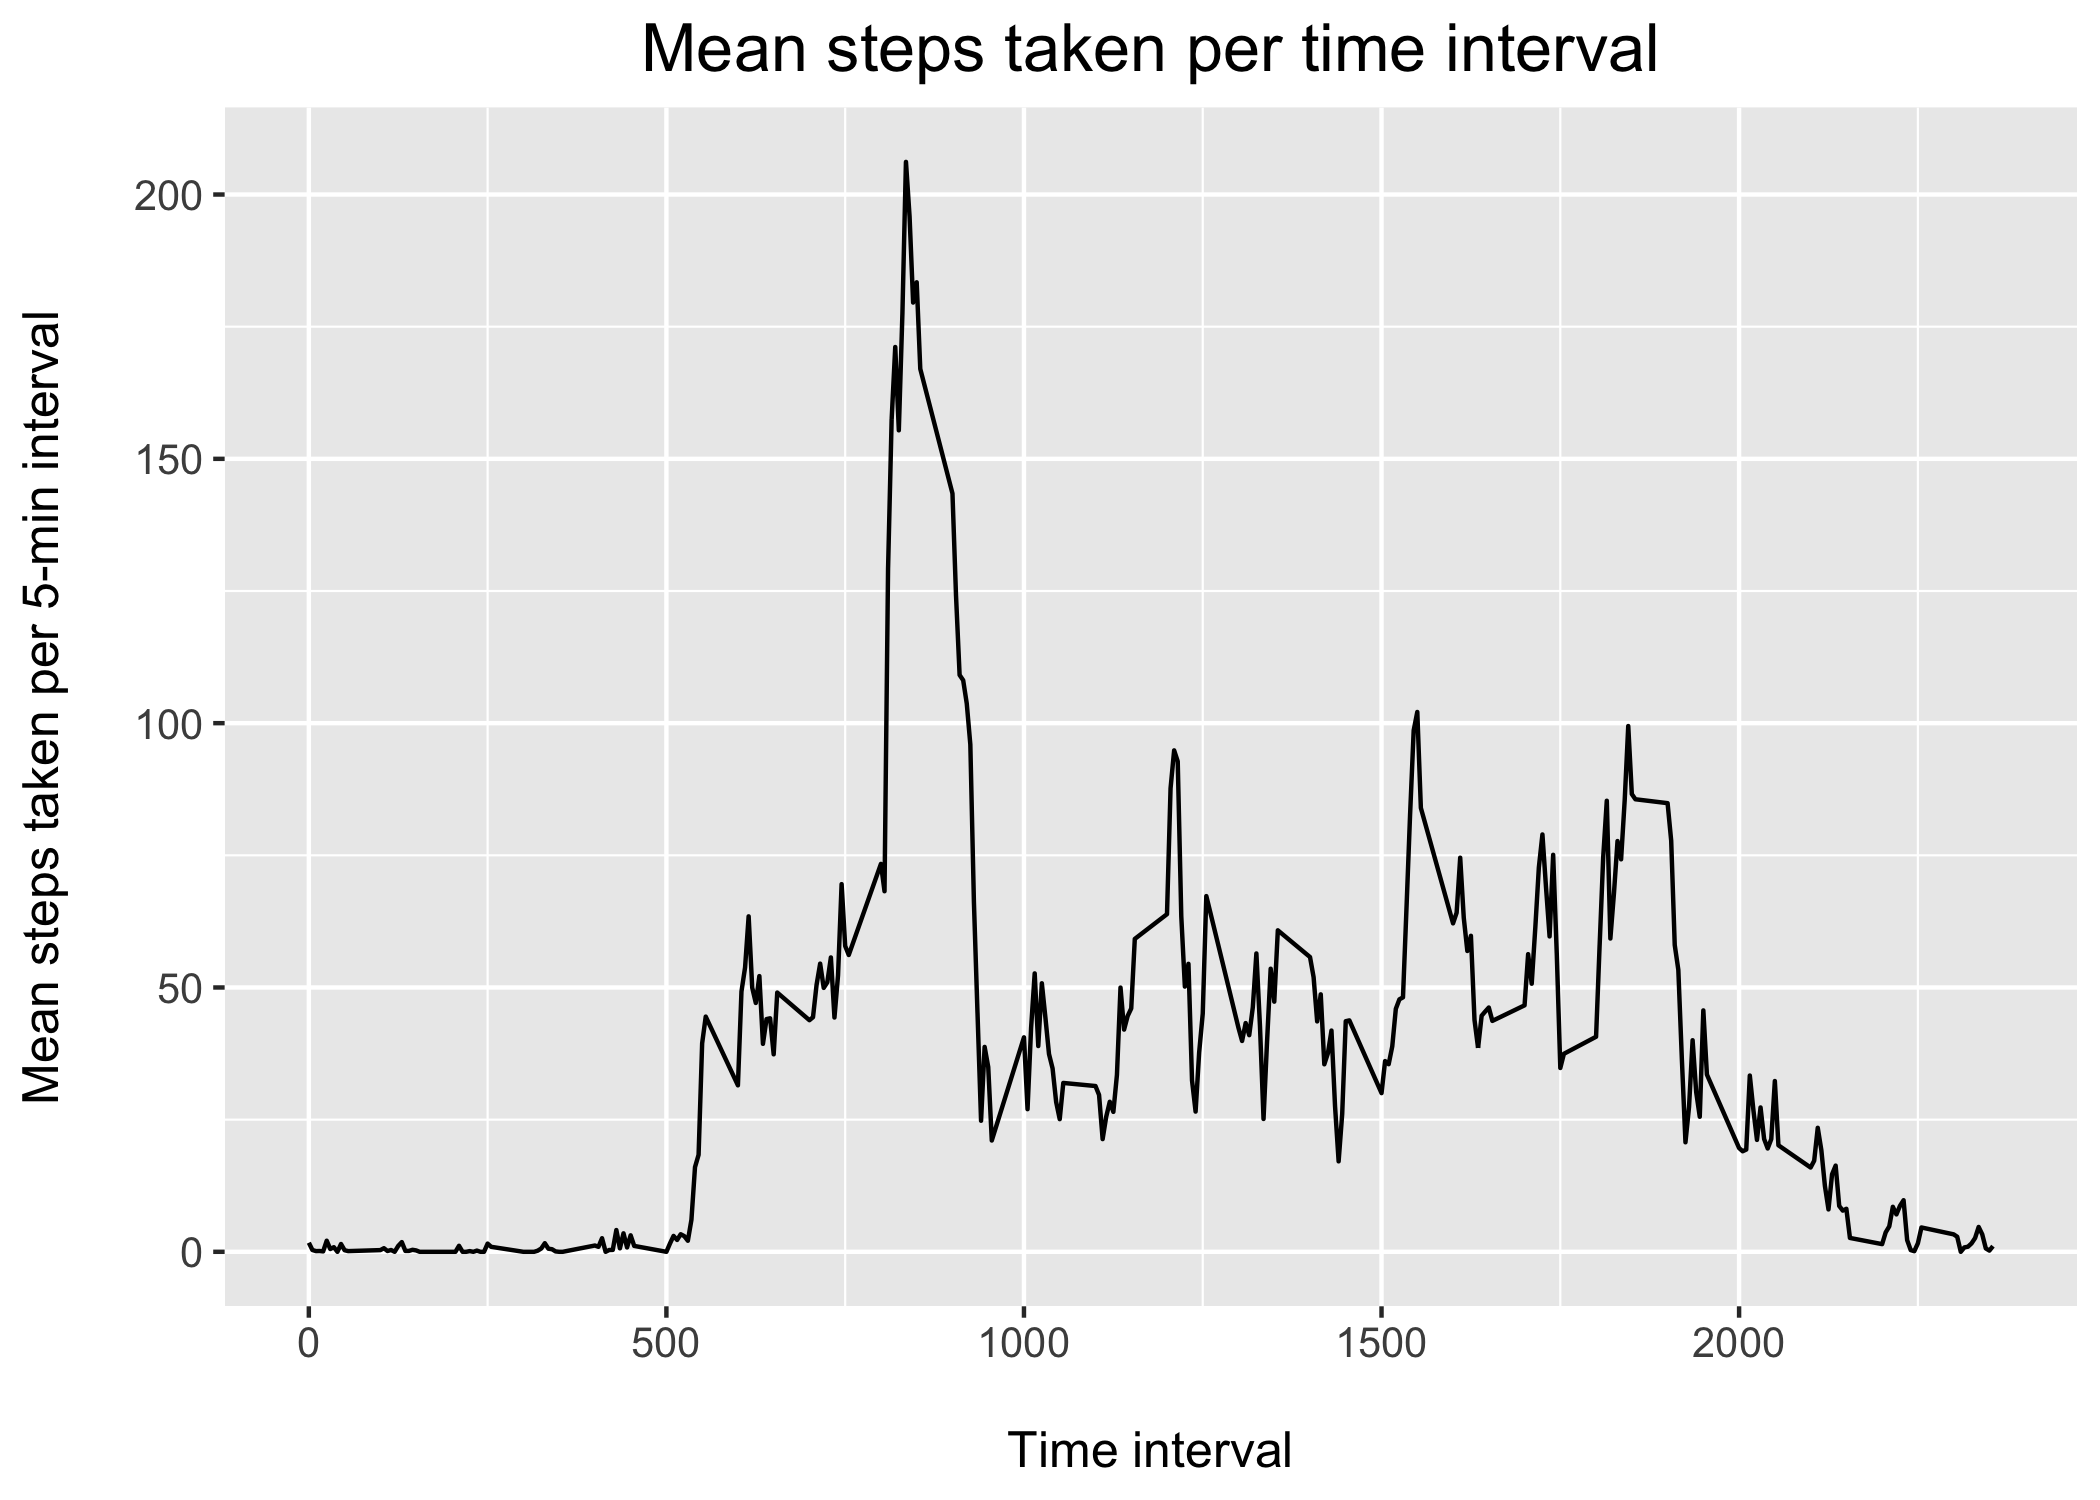 Mean steps taken per time interval
Mean steps taken per 5-min interval
200
150
100
50
0
0 500 1000 1500 2000
Time interval